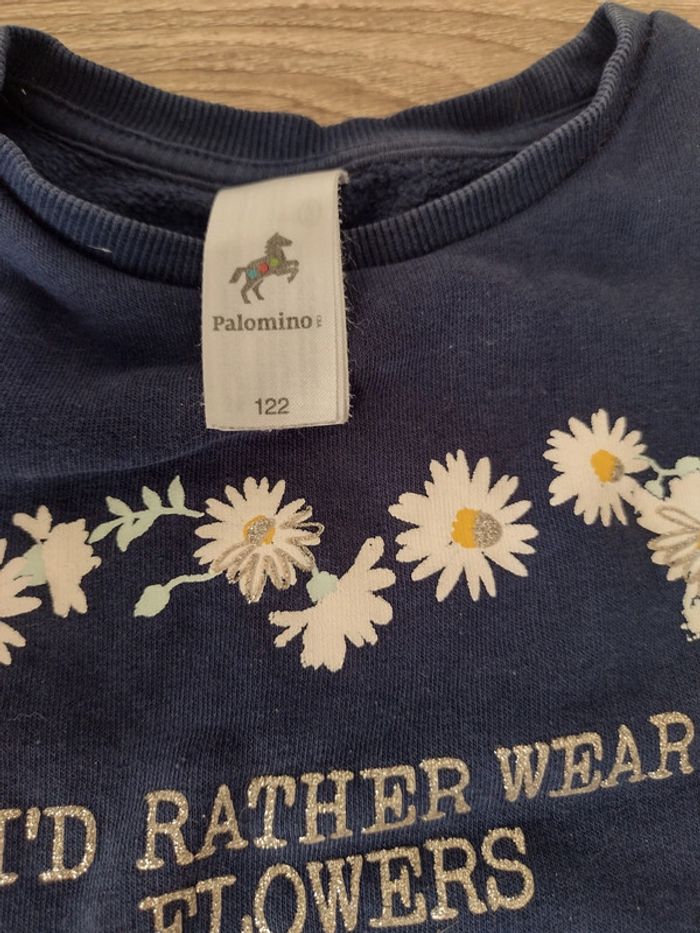 Palomino
C&A
122
I'D RATHER WEAR
FLOWERS